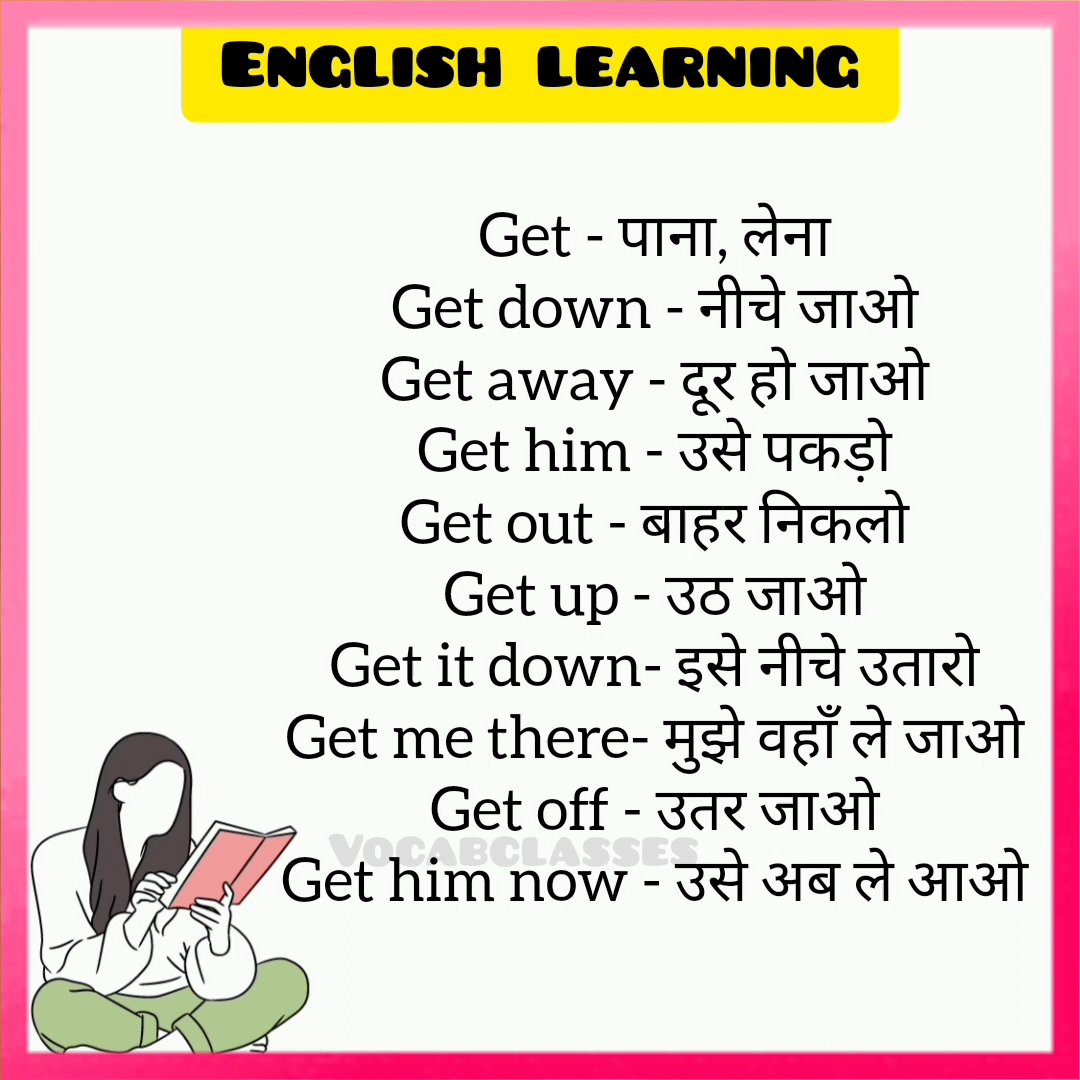 ENGLISH LEARNING
Get - पाना, लेना
Get down - नीचे जाओ
Get away - दूर हो जाओ
Get him - उसे पकड़ो
Get out - बाहर निकलो
Get up - उठ जाओ
Get it down- इसे नीचे उतारो
Get me there- मुझे वहाँ ले जाओ
Get off - उतर जाओ
VOCABCLASSES
Get him now - उसे अब ले आओ